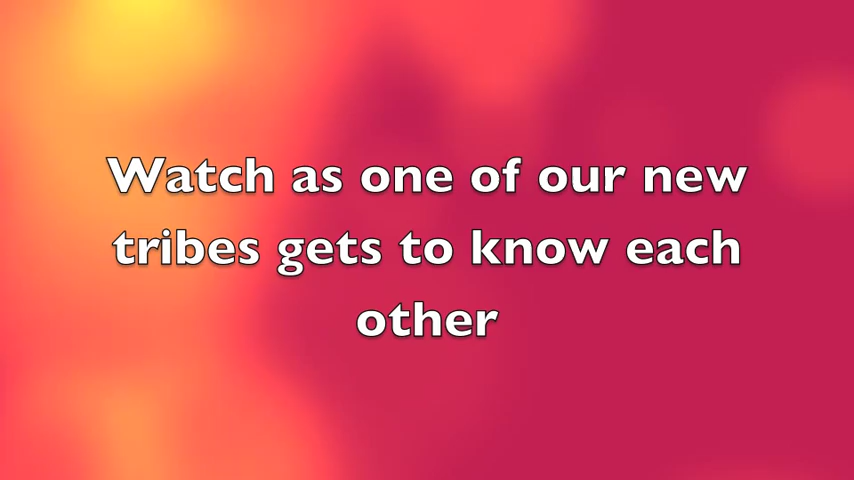 Watch as one of our new
tribes gets to know each
other